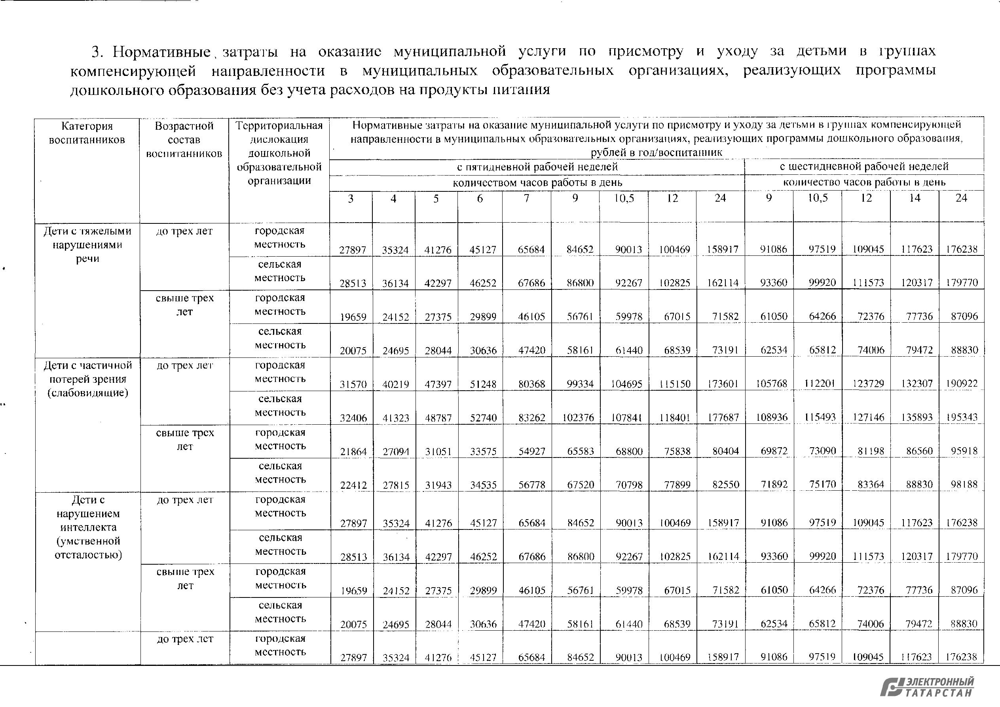 3. Нормативные затраты на оказание муниципальной услуги по присмотру и уходу за детьми в группах
компенсирующей направленности в муниципальных образовательных организациях, реализующих программы
дошкольного образования без учета расходов на продукты питания
Категория воспитанников
Возрастной состав воспитанников
Территориальная дислокация дошкольной образовательной организации
Нормативные затраты на оказание муниципальной услуги по присмотру и уходу за детьми в группах компенсирующей
направленности в муниципальных образовательных организациях, реализующих программы дошкольного образования,
рублей в год/воспитанник
с пятидневной рабочей неделей с шестидневной рабочей неделей
количеством часов работы в день количество часов работы в день
3 4 5 6 7 9 10,5 12 24 9 10,5 12 14 24
Дети с тяжелыми нарушениями речи
до трех лет
городская местность
27897 35324 41276 45127 65684 84652 90013 100469 158917 91086 97519 109045 117623 176238
сельская местность
28513 36134 42297 46252 67686 86800 92267 102825 162114 93360 99920 111573 120317 179770
свыше трех лет
городская местность
19659 24152 27375 29899 46105 56761 59978 67015 71582 61050 64266 72376 77736 87096
сельская местность
20075 24695 28044 30636 47420 58161 61440 68539 73191 62534 65812 74006 79472 88830
Дети с частичной потерей зрения (слабовидящие)
до трех лет
городская местность
31570 40219 47397 51248 80368 99334 104695 115150 173601 105768 112201 123729 132307 190922
сельская местность
32406 41323 48787 52740 83262 102376 107841 118401 177687 108936 115493 127146 135893 195343
свыше трех лет
городская местность
21864 27094 31051 33575 54927 65583 68800 75838 80404 69872 73090 81198 86560 95918
сельская местность
22412 27815 31943 34535 56778 67520 70798 77899 82550 71892 75170 83364 88830 98188
Дети с нарушением интеллекта (умственной отсталостью)
до трех лет
городская местность
27897 35324 41276 45127 65684 84652 90013 100469 158917 91086 97519 109045 117623 176238
сельская местность
28513 36134 42297 46252 67686 86800 92267 102825 162114 93360 99920 111573 120317 179770
свыше трех лет
городская местность
19659 24152 27375 29899 46105 56761 59978 67015 71582 61050 64266 72376 77736 87096
сельская местность
20075 24695 28044 30636 47420 58161 61440 68539 73191 62534 65812 74006 79472 88830
до трех лет
городская местность
27897 35324 41276 45127 65684 84652 90013 100469 158917 91086 97519 109045 117623 176238
ЭЛЕКТРОННЫЙ
ТАТАРСТАН